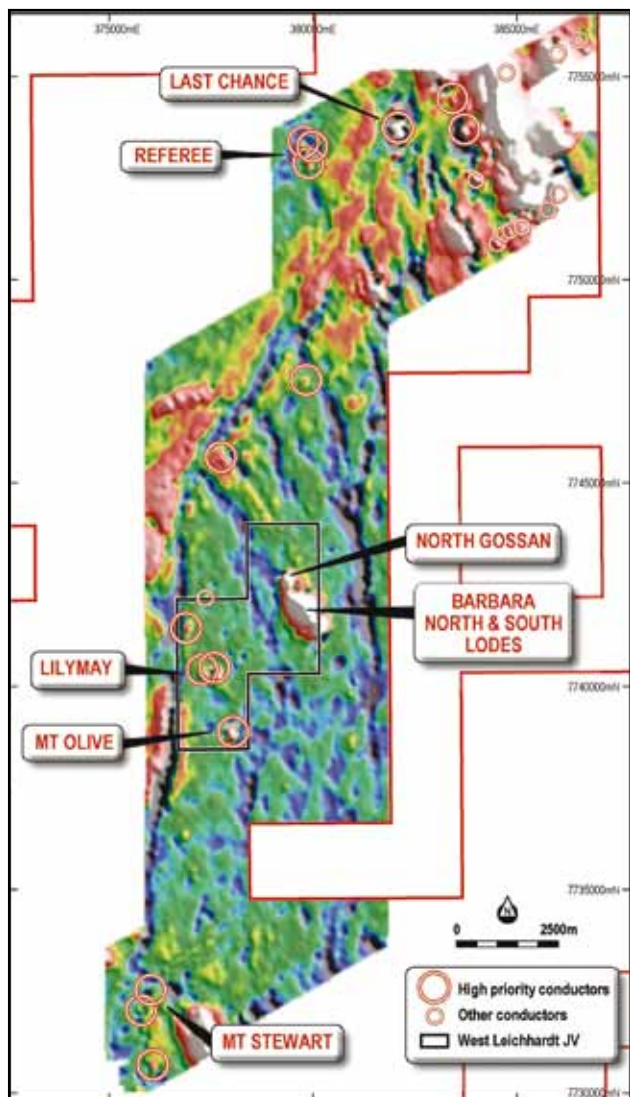 375000mE
380000mE
385000mE
LAST CHANCE
7755000mN
REFEREE
7750000mN
7745000mN
NORTH GOSSAN
BARBARA
NORTH & SOUTH
LODES
LILYMAY
7740000mN
MT OLIVE
7735000mN
N
0 2500m
High priority conductors
Other conductors
West Leichhardt JV
MT STEWART
7730000mN